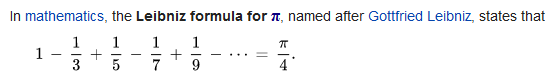 In mathematics, the Leibniz formula for π, named after Gottfried Leibniz, states that
1 − 1/3 + 1/5 − 1/7 + 1/9 − ⋯ = π/4.